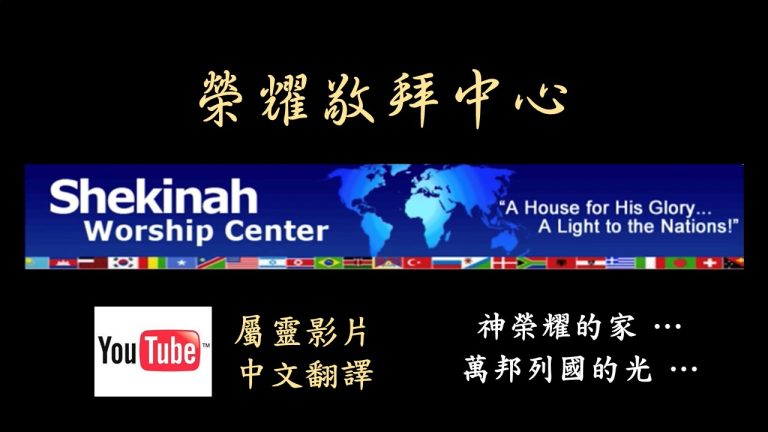 榮耀敬拜中心
Shekinah
Worship Center
“A House for His Glory...
A Light to the Nations!”
YouTube™
屬靈影片
中文翻譯
神榮耀的家 …
萬邦列國的光 …